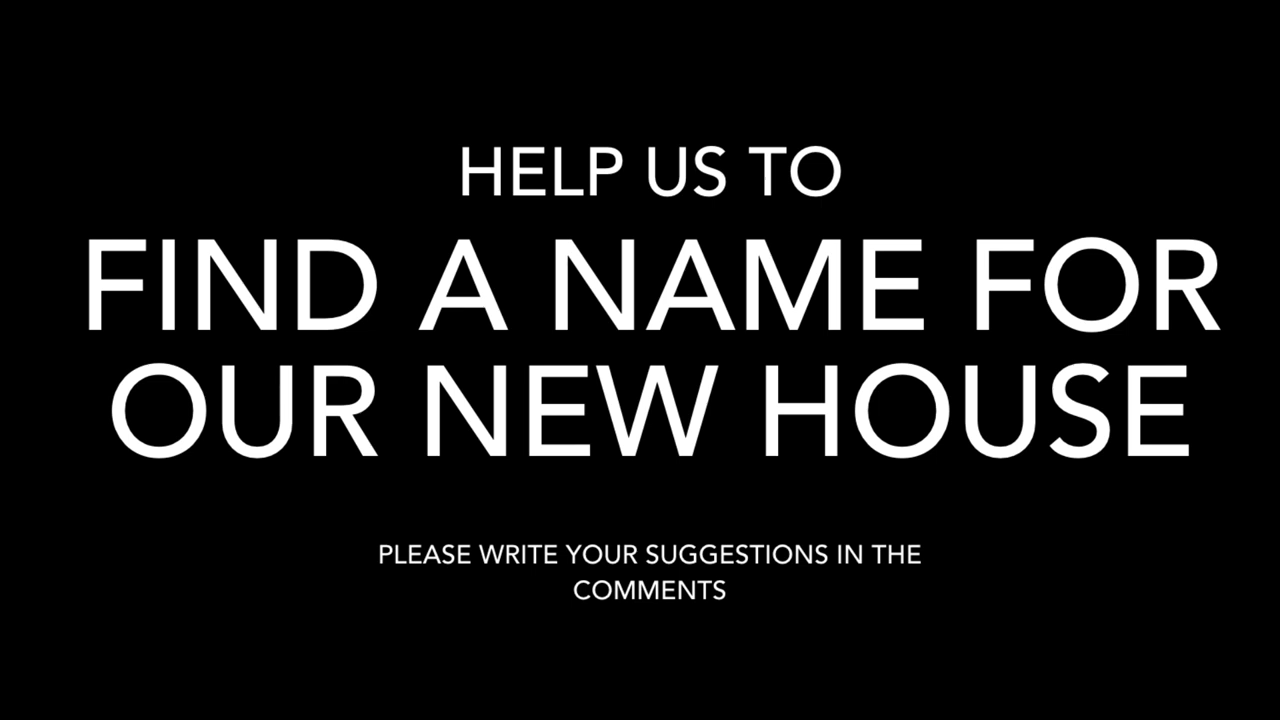 HELP US TO
FIND A NAME FOR
OUR NEW HOUSE
PLEASE WRITE YOUR SUGGESTIONS IN THE
COMMENTS